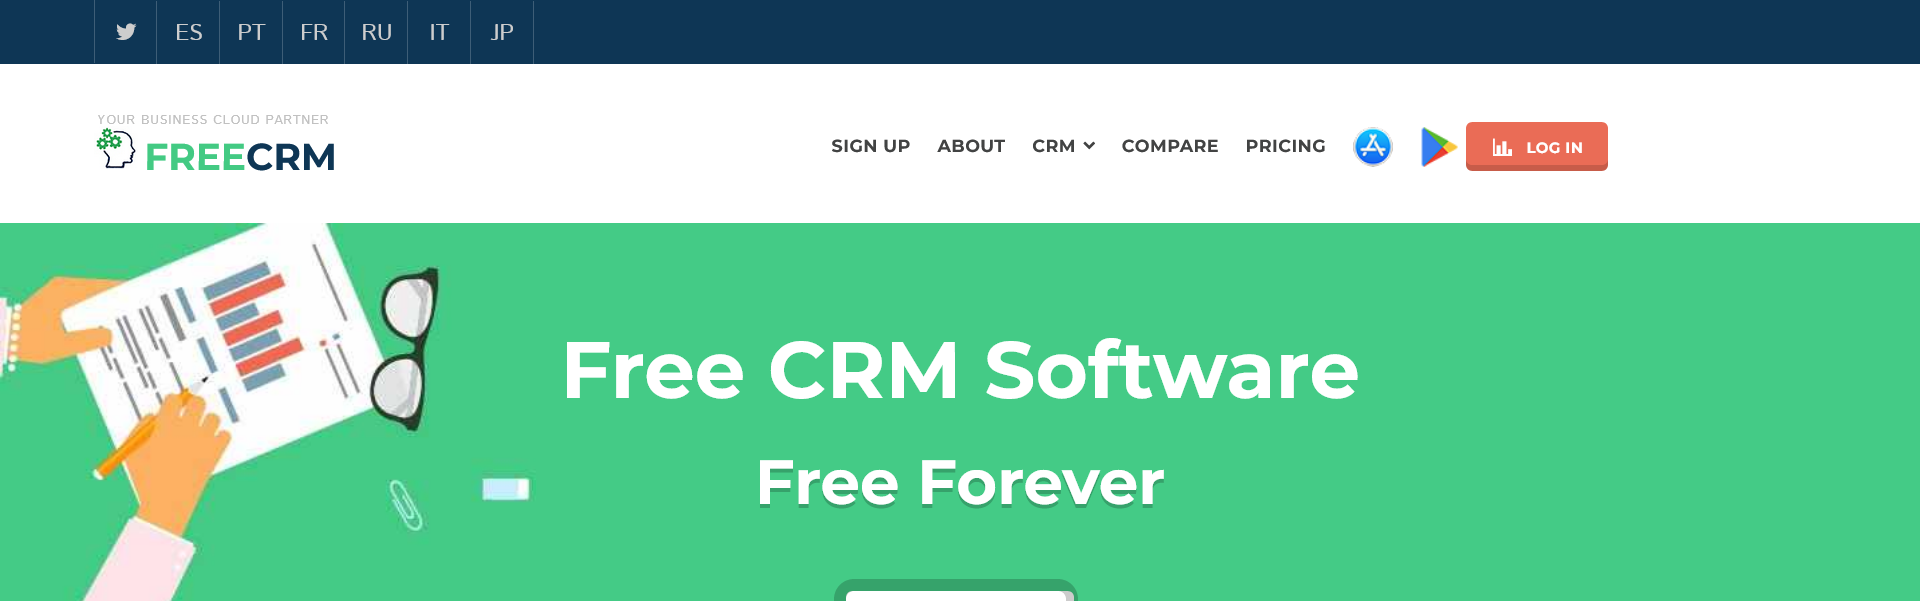 ES PT FR RU IT JP
YOUR BUSINESS CLOUD PARTNER
FREECRM
SIGN UP ABOUT CRM COMPARE PRICING LOG IN
Free CRM Software
Free Forever